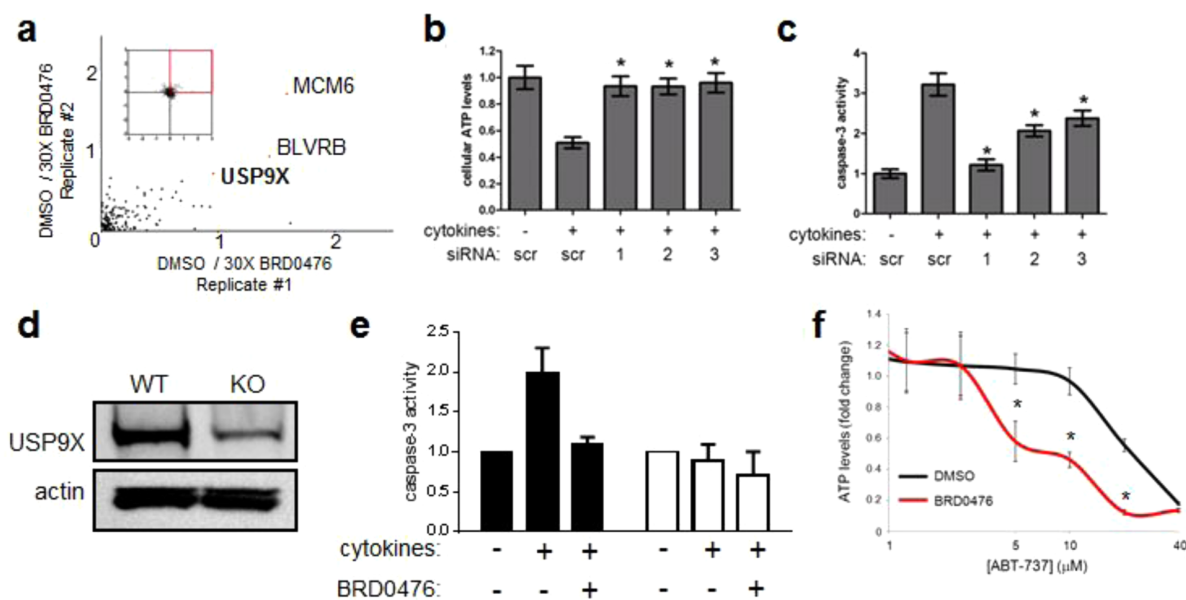 a
DMSO / 30X BRD0476
Replicate #2
2
1
0
1
2
MCM6
BLVRB
USP9X
DMSO / 30X BRD0476
Replicate #1
b
cellular ATP levels
1.2
1.0
0.8
0.6
0.4
0.2
0.0
* * *
cytokines: - + + + +
siRNA: scr scr 1 2 3
c
caspase-3 activity
4
3
2
1
0
* * *
cytokines: - + + + +
siRNA: scr scr 1 2 3
d
WT KO
USP9X
actin
e
caspase-3 activity
2.5
2.0
1.5
1.0
0.5
0.0
cytokines: - + + - + +
BRD0476: - - + - - +
f
ATP levels (fold change)
1.4
1.2
1.0
0.8
0.6
0.4
0.2
0
* * *
DMSO
BRD0476
1 5 10 40
[ABT-737] (μM)